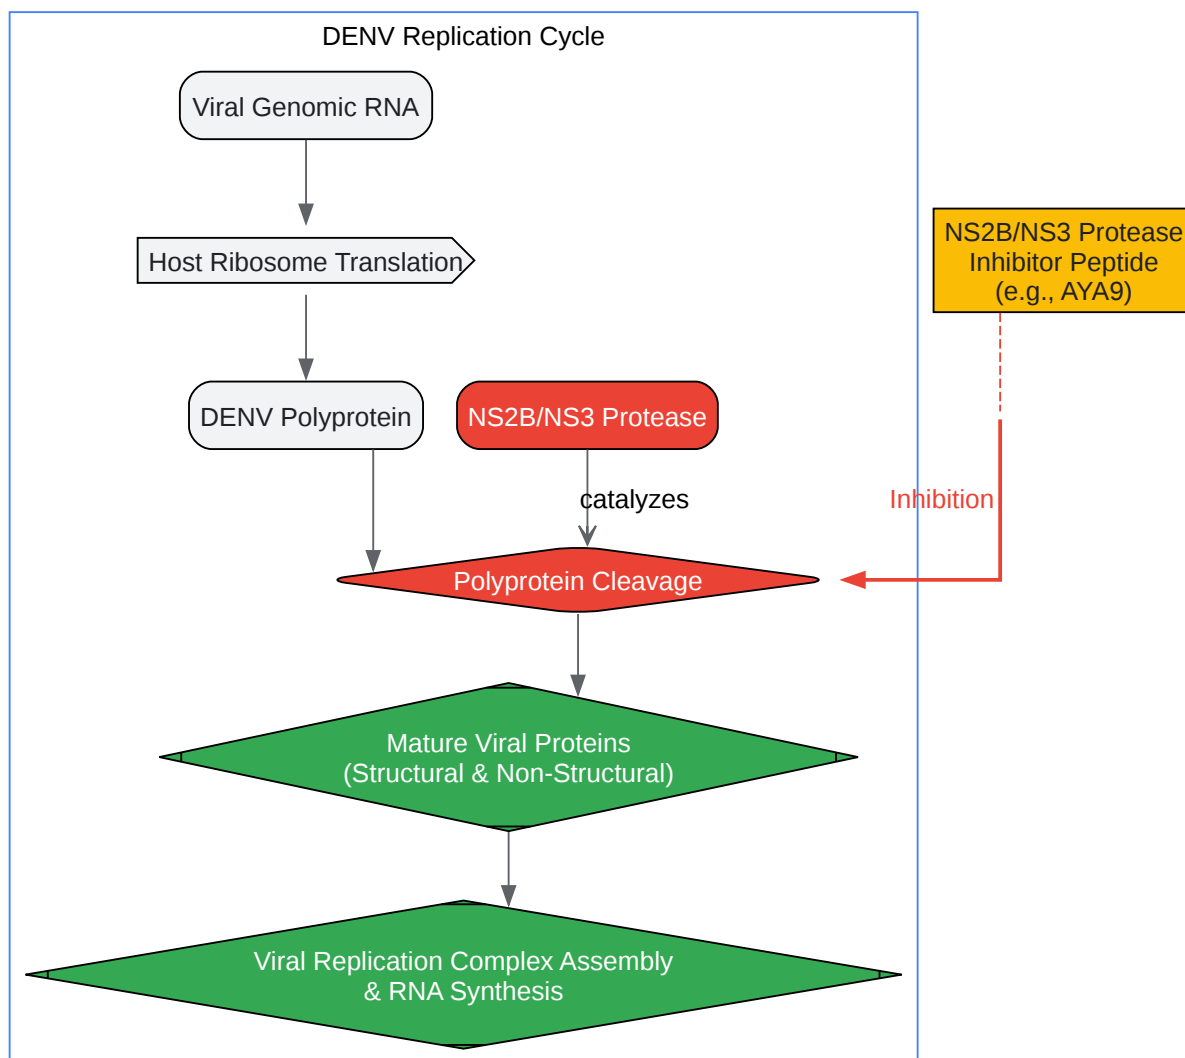 DENV Replication Cycle
Viral Genomic RNA
Host Ribosome Translation
NS2B/NS3 Protease
Inhibitor Peptide
(e.g., AYA9)
DENV Polyprotein
NS2B/NS3 Protease
catalyzes
Inhibition
Polyprotein Cleavage
Mature Viral Proteins
(Structural & Non-Structural)
Viral Replication Complex Assembly
& RNA Synthesis